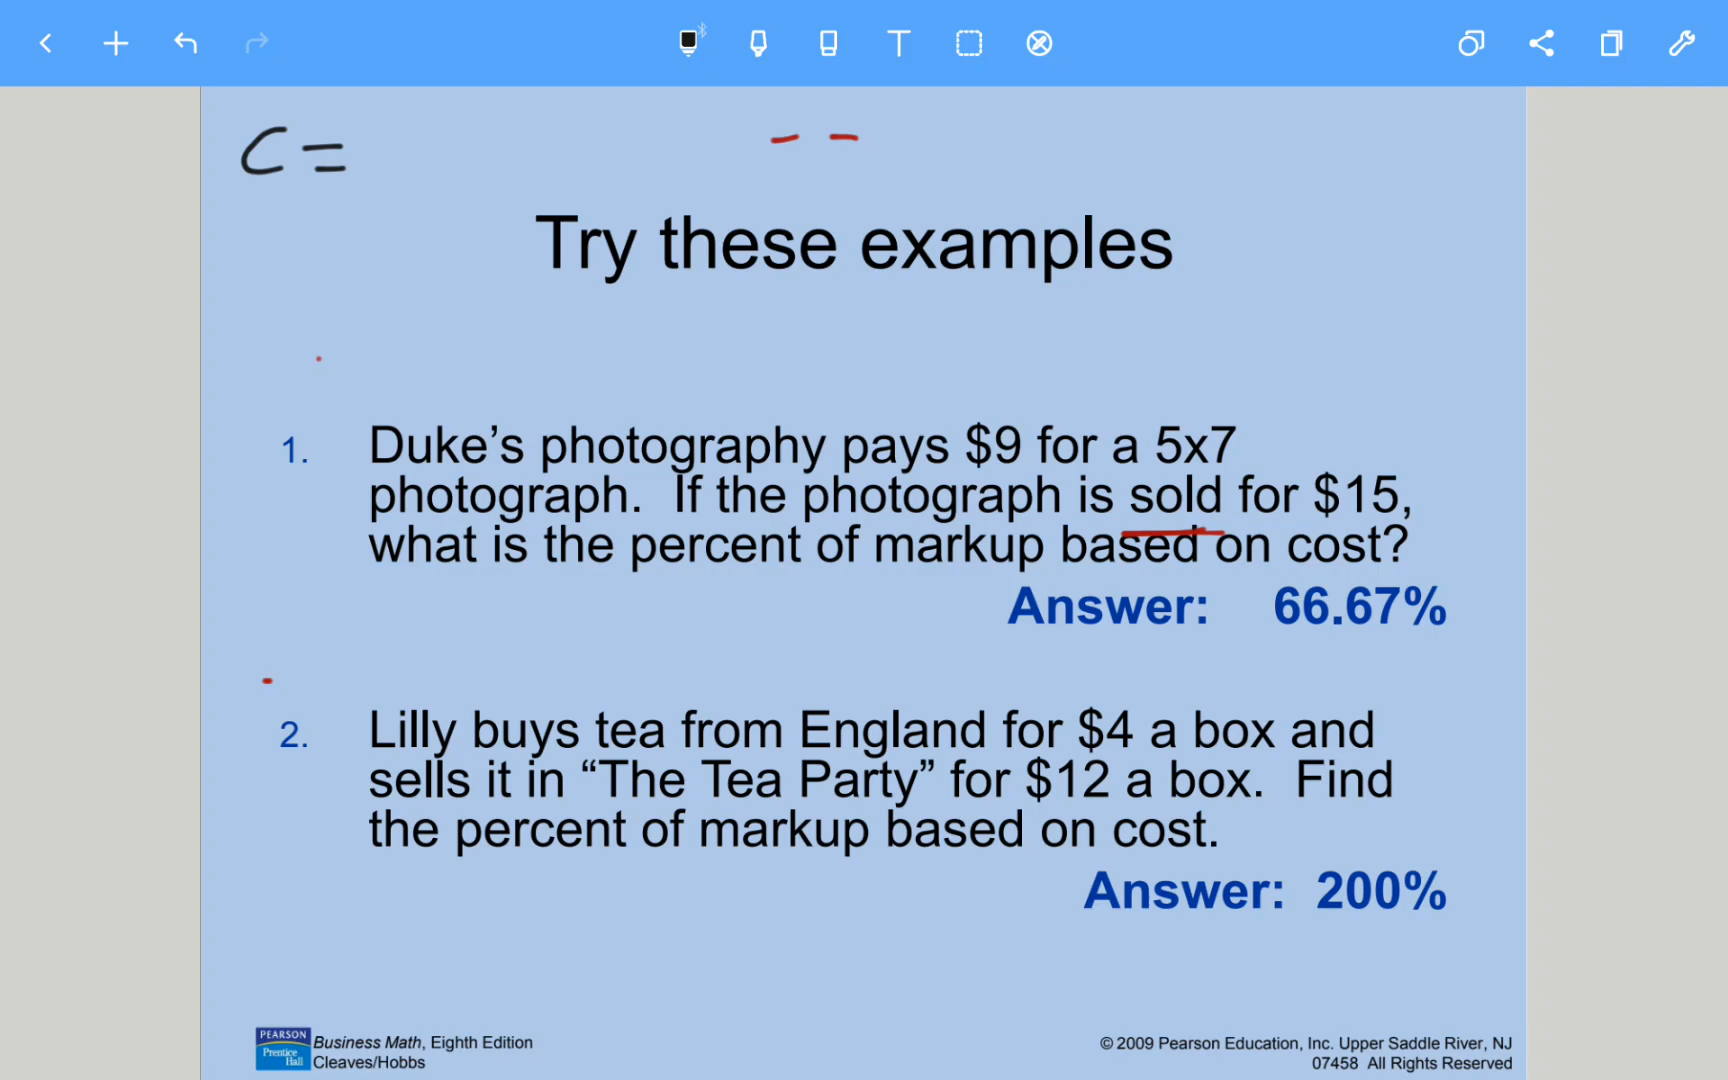 C =
Try these examples
1. Duke’s photography pays $9 for a 5x7
photograph.  If the photograph is sold for $15,
what is the percent of markup based on cost?
Answer: 66.67%
2. Lilly buys tea from England for $4 a box and
sells it in “The Tea Party” for $12 a box.  Find
the percent of markup based on cost.
Answer: 200%
PEARSON
Prentice
Hall
Business Math, Eighth Edition
Cleaves/Hobbs
© 2009 Pearson Education, Inc. Upper Saddle River, NJ
07458  All Rights Reserved